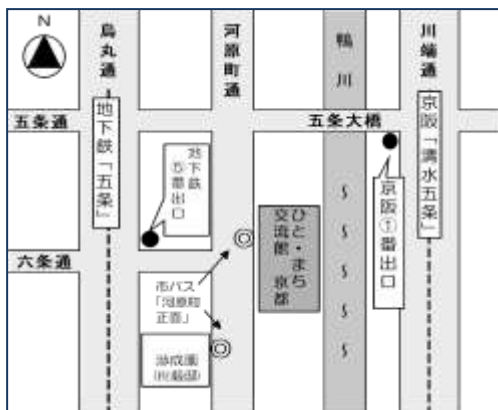 N
烏丸通
河原町通
鴨川
川端通
五条通
五条大橋
地下鉄「五条」
地下鉄
⑤番出口
京阪「清水五条」
京阪①番出口
ひと・まち
交流館 京都
六条通
市バス
「河原町
正面」
渉成園